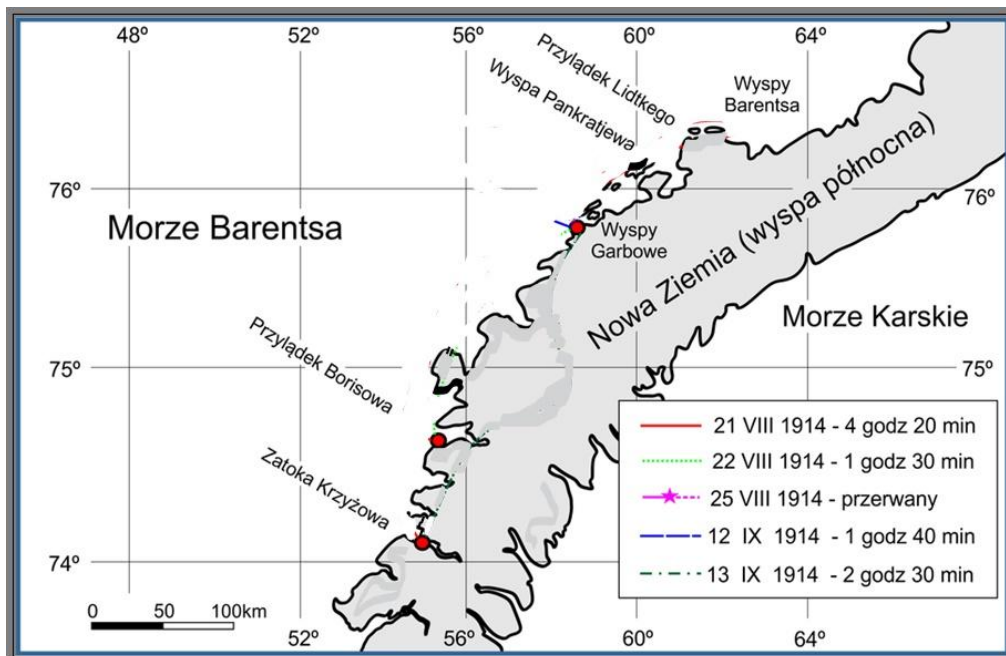 48º 52º 56º 60º 64º
Przylądek Lidtkego
Wyspa Pankratjewa
Wyspy
Barentsa
76º
76º
Morze Barentsa
Wyspy
Garbowe
Nowa Ziemia (wyspa północna)
Morze Karskie
Przylądek Borisowa
75º
75º
Zatoka Krzyżowa
74º
21 VIII 1914 - 4 godz 20 min
22 VIII 1914 - 1 godz 30 min
25 VIII 1914 - przerwany
12 IX 1914 - 1 godz 40 min
13 IX 1914 - 2 godz 30 min
0 50 100km
52º 56º 60º 64º